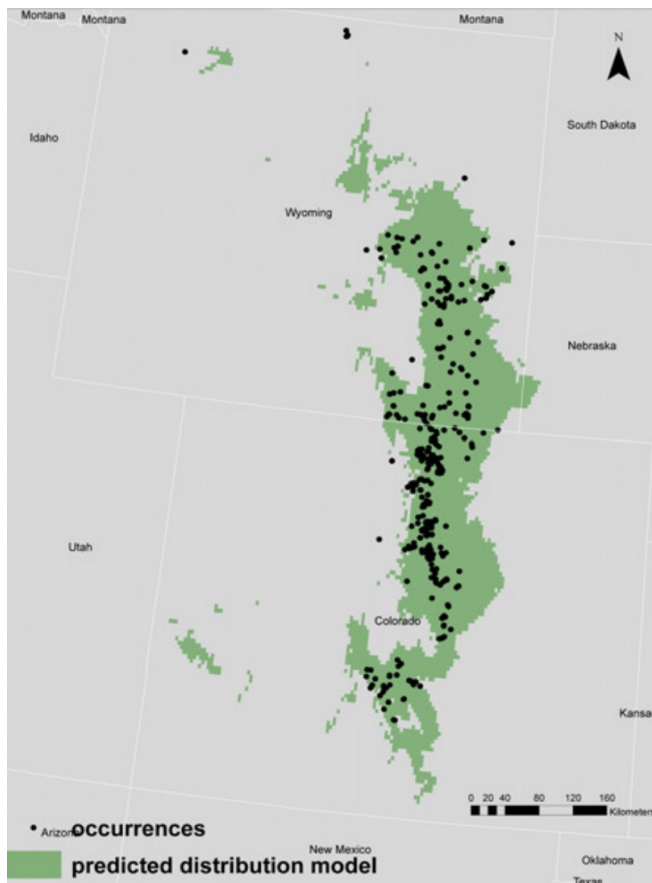 Montana
Montana
Montana
N
South Dakota
Idaho
Wyoming
Nebraska
Utah
Colorado
Kansa
0 20 40 80 120 160
Kilometers
Arizona
occurrences
New Mexico
predicted distribution model
Oklahoma
Texas